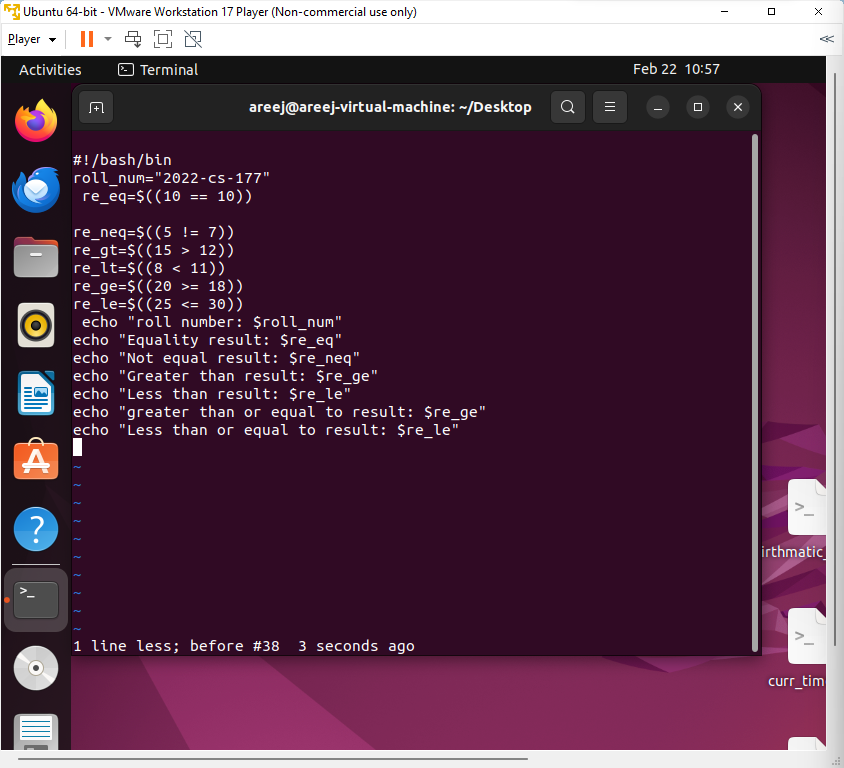 Ubuntu 64-bit - VMware Workstation 17 Player (Non-commercial use only)
Player
Activities
Terminal
Feb 22 10:57
areej@areej-virtual-machine: ~/Desktop
#!/bash/bin
roll_num="2022-cs-177"
 re_eq=$((10 == 10))
re_neq=$((5 != 7))
re_gt=$((15 > 12))
re_lt=$((8 < 11))
re_ge=$((20 >= 18))
re_le=$((25 <= 30))
 echo "roll number: $roll_num"
echo "Equality result: $re_eq"
echo "Not equal result: $re_neq"
echo "Greater than result: $re_ge"
echo "Less than result: $re_le"
echo "greater than or equal to result: $re_ge"
echo "Less than or equal to result: $re_le"
~
~
~
~
~
~
~
~
~
~
1 line less; before #38  3 seconds ago
irthmatic_
curr_tim